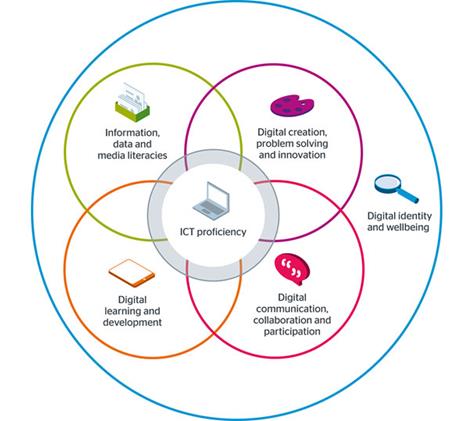 Information,
data and
media literacies
Digital creation,
problem solving
and innovation
ICT proficiency
Digital identity
and wellbeing
Digital
learning and
development
Digital
communication,
collaboration and
participation